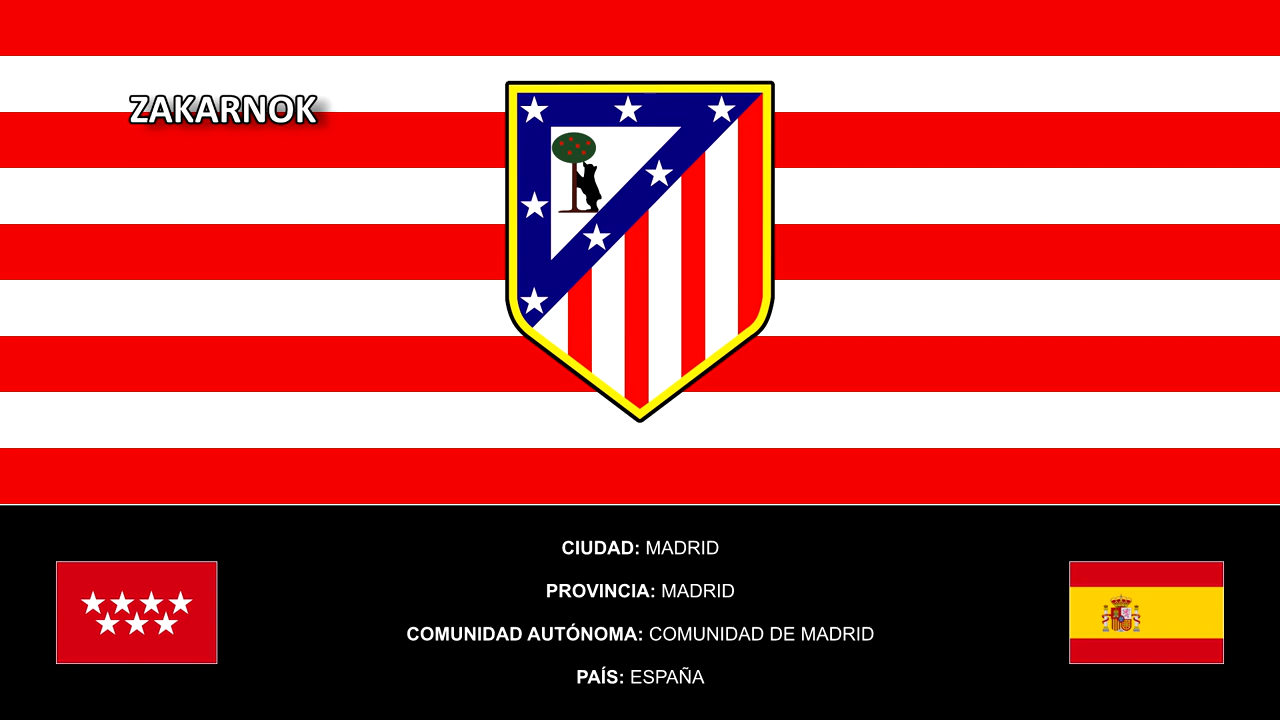 ZAKARNOK
CIUDAD: MADRID
PROVINCIA: MADRID
COMUNIDAD AUTÓNOMA: COMUNIDAD DE MADRID
PAÍS: ESPAÑA